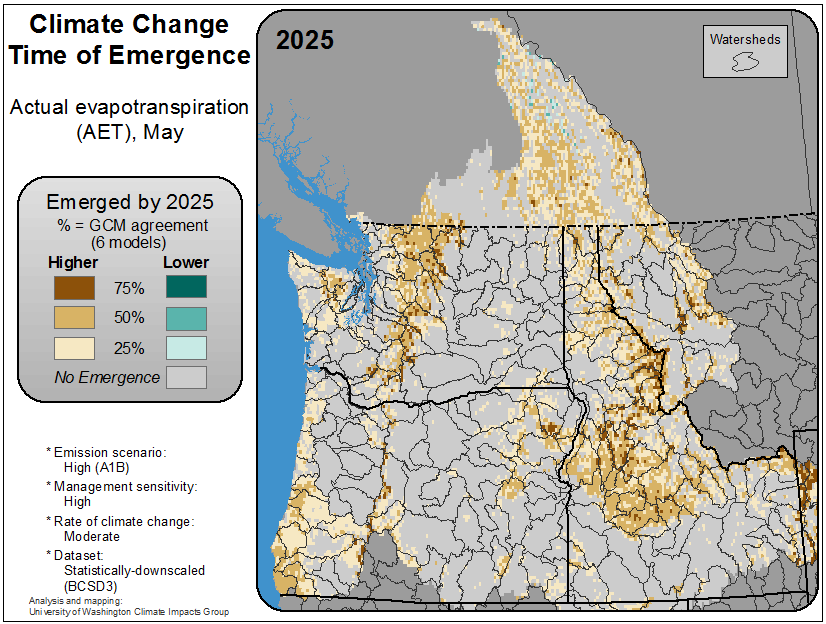 Climate Change
Time of Emergence
Actual evapotranspiration
(AET), May
Emerged by 2025
% = GCM agreement
(6 models)
Higher
Lower
75%
50%
25%
No Emergence
* Emission scenario:
High (A1B)
* Management sensitivity:
High
* Rate of climate change:
Moderate
* Dataset:
Statistically-downscaled
(BCSD3)
Analysis and mapping:
University of Washington Climate Impacts Group
2025
Watersheds